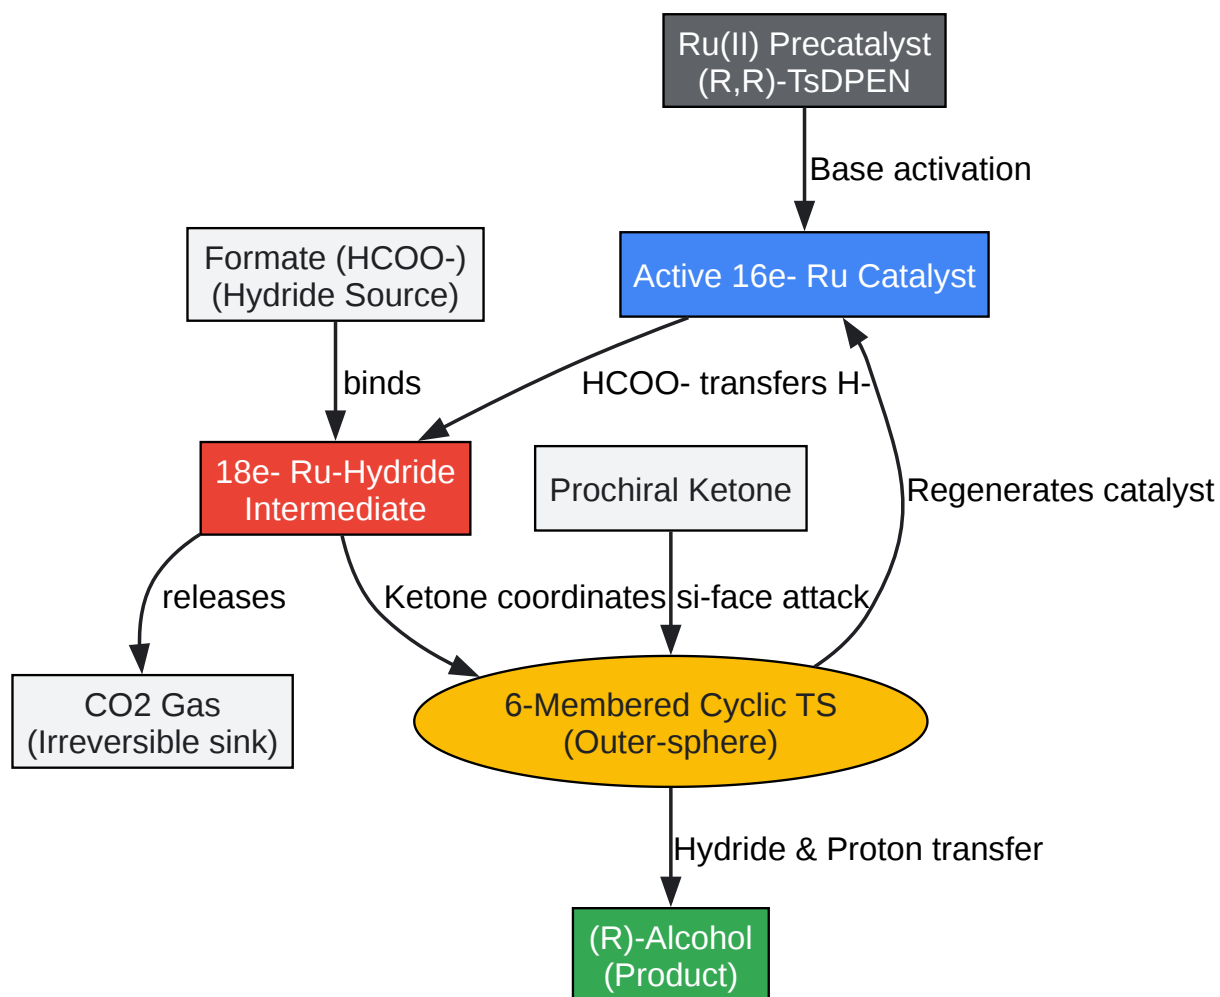 Ru(II) Precatalyst
(R,R)-TsDPEN
Base activation
Formate (HCOO-)
(Hydride Source)
Active 16e- Ru Catalyst
binds
HCOO- transfers H-
18e- Ru-Hydride
Intermediate
Prochiral Ketone
Regenerates catalyst
releases
Ketone coordinates
si-face attack
CO2 Gas
(Irreversible sink)
6-Membered Cyclic TS
(Outer-sphere)
Hydride & Proton transfer
(R)-Alcohol
(Product)